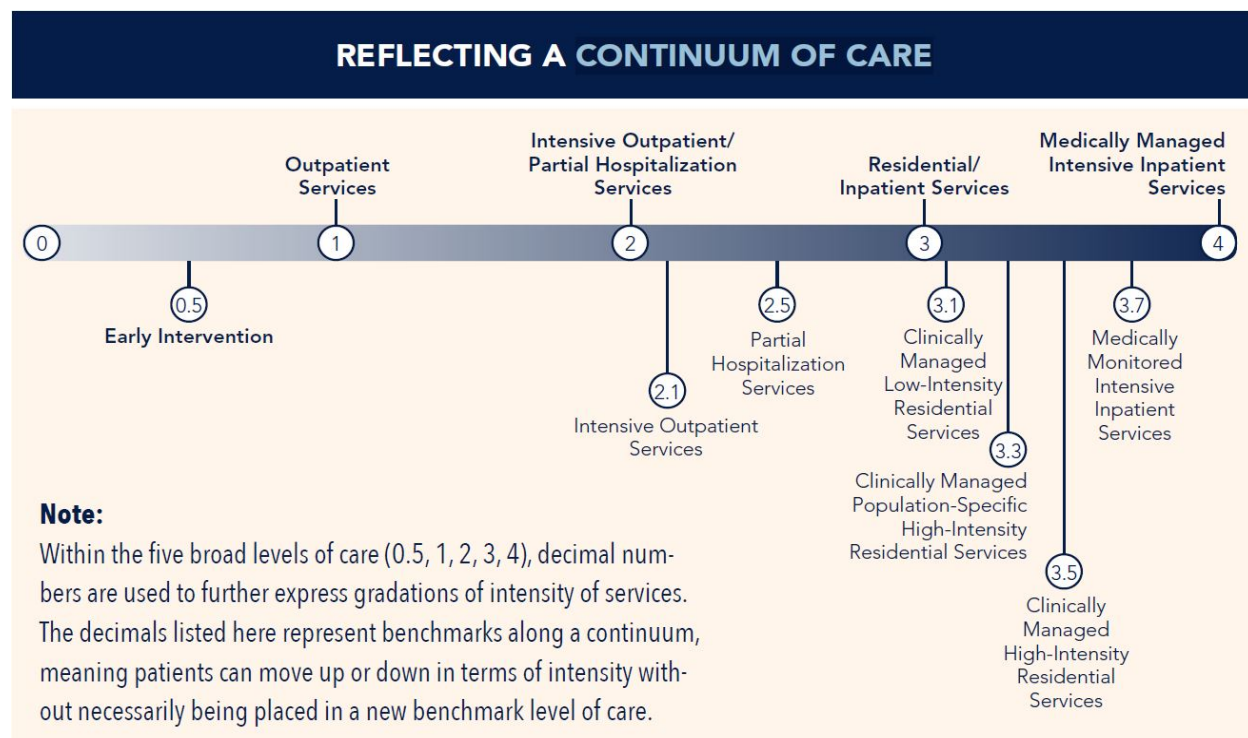 REFLECTING A CONTINUUM OF CARE
Outpatient
Services
Intensive Outpatient/
Partial Hospitalization
Services
Residential/
Inpatient Services
Medically Managed
Intensive Inpatient
Services
0
1
2
3
4
0.5
Early Intervention
2.1
Intensive Outpatient
Services
2.5
Partial
Hospitalization
Services
3.1
Clinically
Managed
Low-Intensity
Residential
Services
3.3
Clinically Managed
Population-Specific
High-Intensity
Residential Services
3.5
Clinically
Managed
High-Intensity
Residential
Services
3.7
Medically
Monitored
Intensive
Inpatient
Services
Note:
Within the five broad levels of care (0.5, 1, 2, 3, 4), decimal num-
bers are used to further express gradations of intensity of services.
The decimals listed here represent benchmarks along a continuum,
meaning patients can move up or down in terms of intensity with-
out necessarily being placed in a new benchmark level of care.